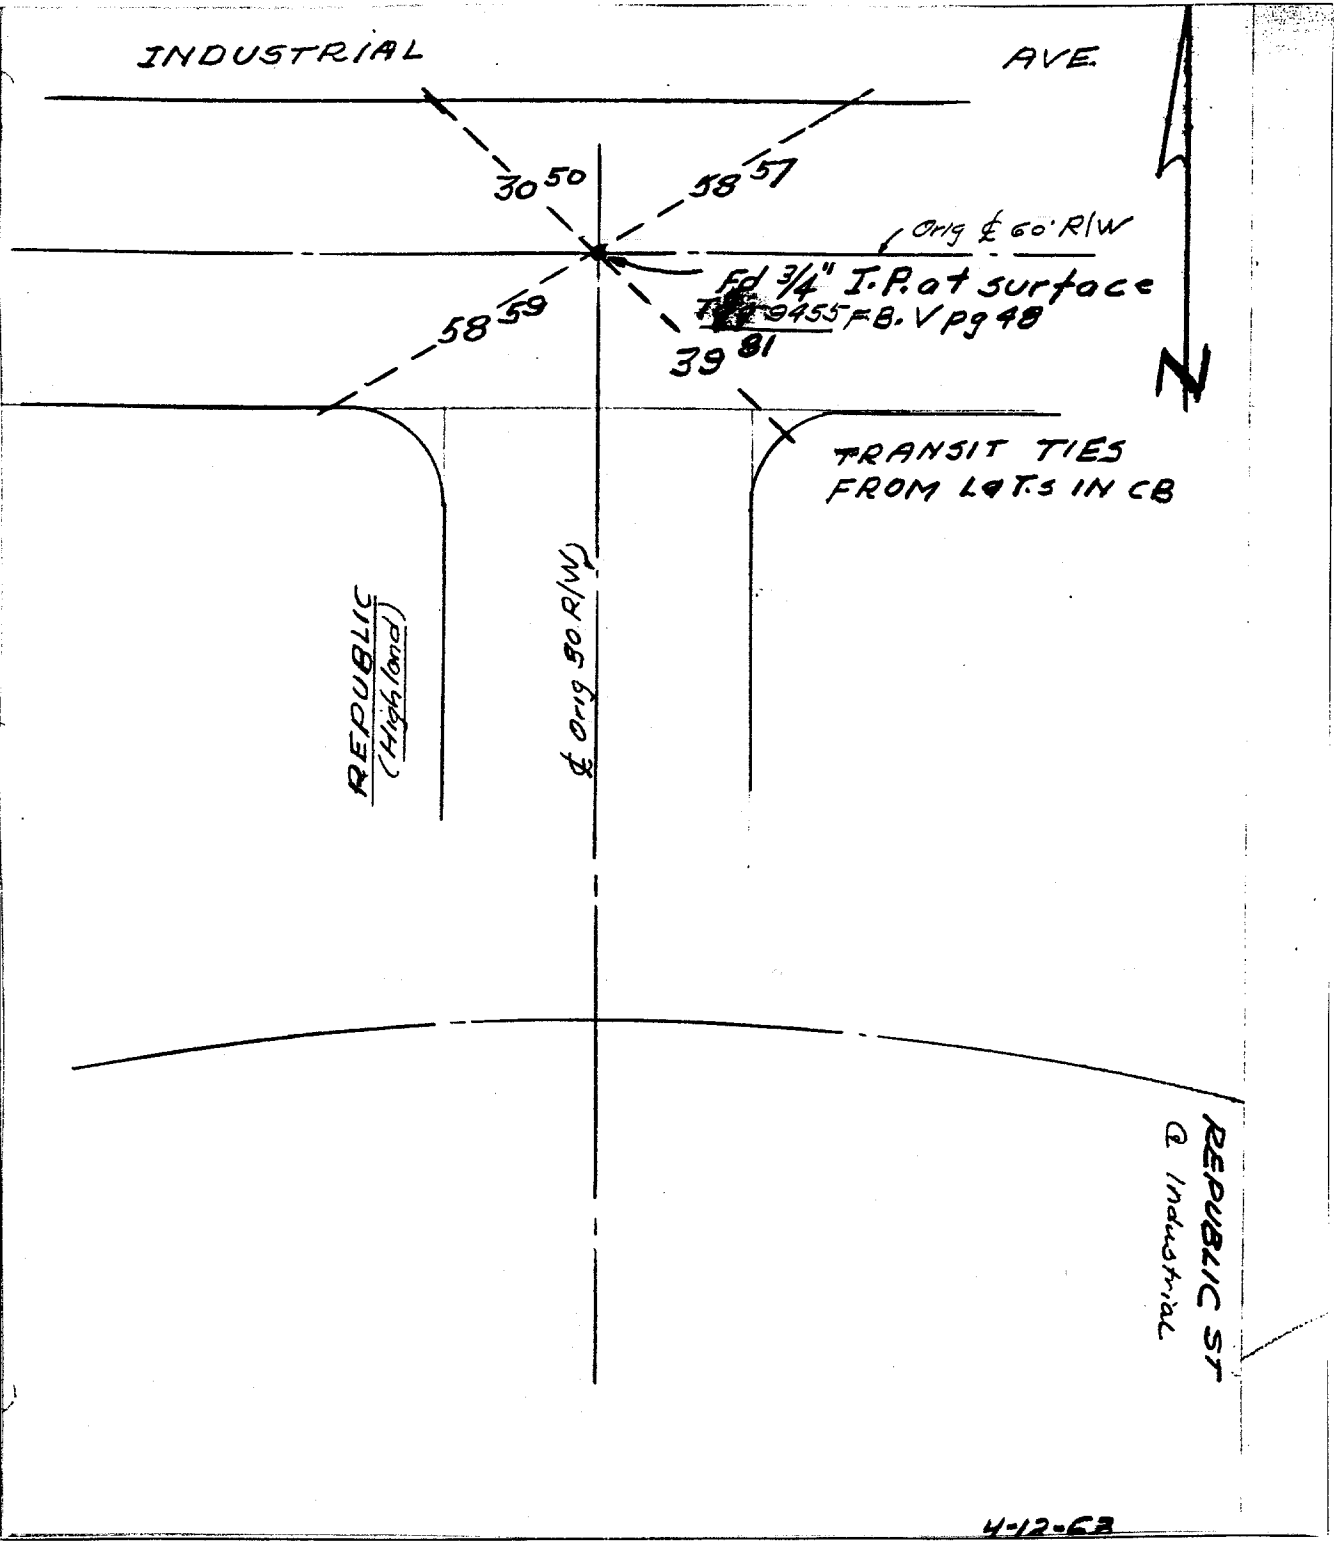 INDUSTRIAL AVE.
30 50
58 57
Orig ℄ 60' R/W
Fd 3/4" I.P. at surface
9455 F.B. V pg 48
58 59
39 81
TRANSIT TIES
FROM L&T.s IN CB
REPUBLIC
(Highland)
℄ Orig 50 R/W
N
REPUBLIC ST
@ Industrial
4-12-63